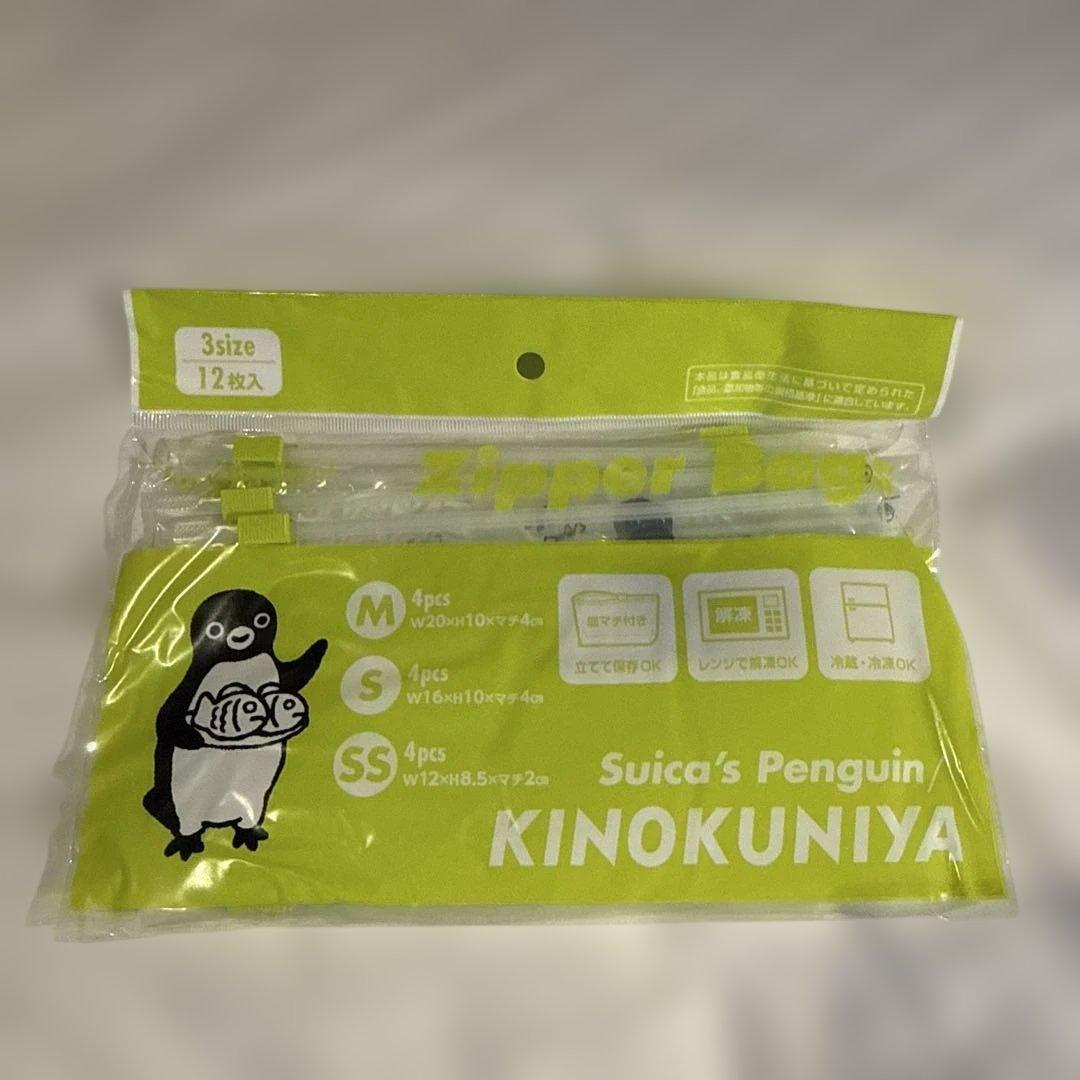 3size
12枚入
本品は食品衛生法に基づいて定められた
「食品、添加物等の規格基準」に適合しています。
Zipper Bags
M
4pcs
W20×H10×マチ4㎝
S
4pcs
W16×H10×マチ4㎝
SS
4pcs
W12×H8.5×マチ2㎝
底マチ付き
立てて保存OK
解凍
レンジで解凍OK
冷蔵・冷凍OK
Suica's Penguin
KINOKUNIYA